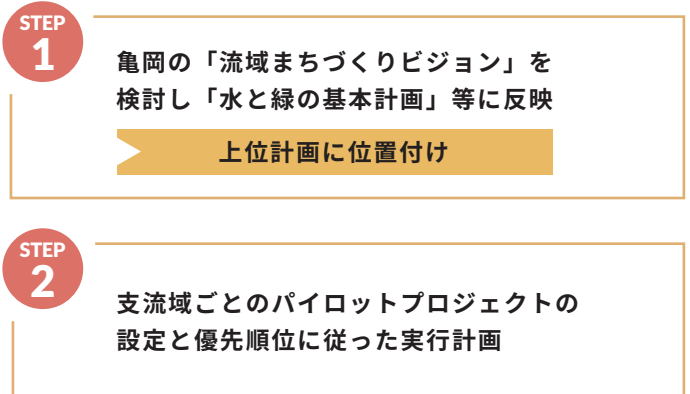 STEP
1
亀岡の「流域まちづくりビジョン」を
検討し「水と緑の基本計画」等に反映
上位計画に位置付け
STEP
2
支流域ごとのパイロットプロジェクトの
設定と優先順位に従った実行計画